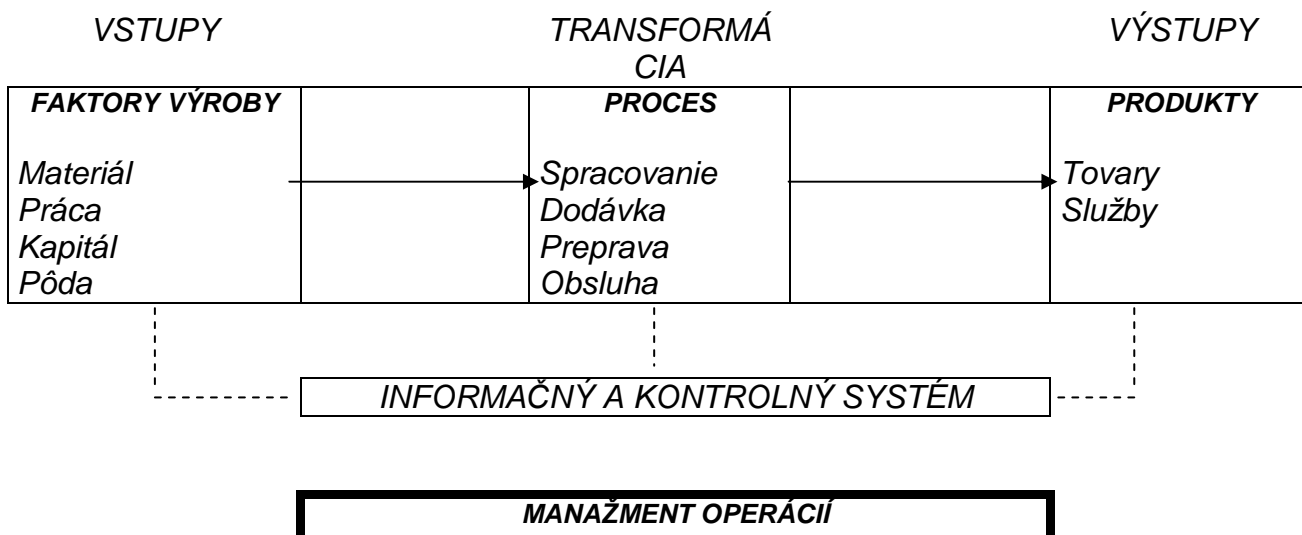 VSTUPY TRANSFORMÁ VÝSTUPY
CIA
FAKTORY VÝROBY PROCES PRODUKTY
Materiál Spracovanie Tovary
Práca Dodávka Služby
Kapitál Preprava
Pôda Obsluha
INFORMAČNÝ A KONTROLNÝ SYSTÉM
MANAŽMENT OPERÁCIÍ